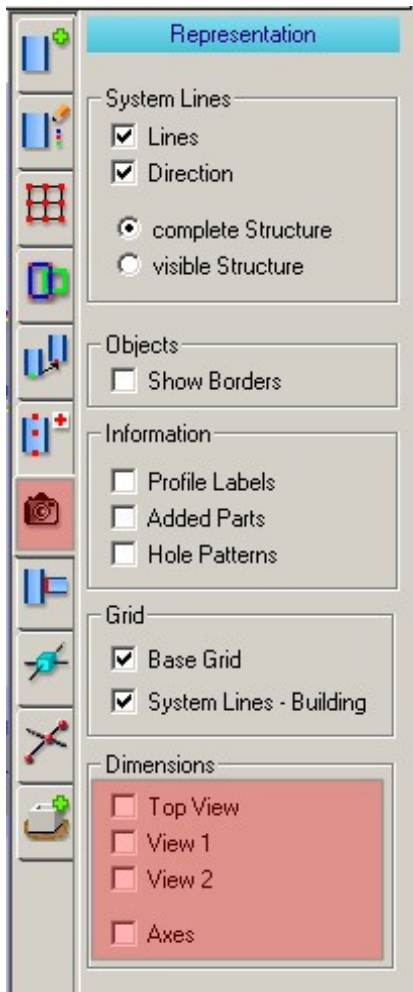 Representation
System Lines
Lines
Direction
complete Structure
visible Structure
Objects
Show Borders
Information
Profile Labels
Added Parts
Hole Patterns
Grid
Base Grid
System Lines - Building
Dimensions
Top View
View 1
View 2
Axes